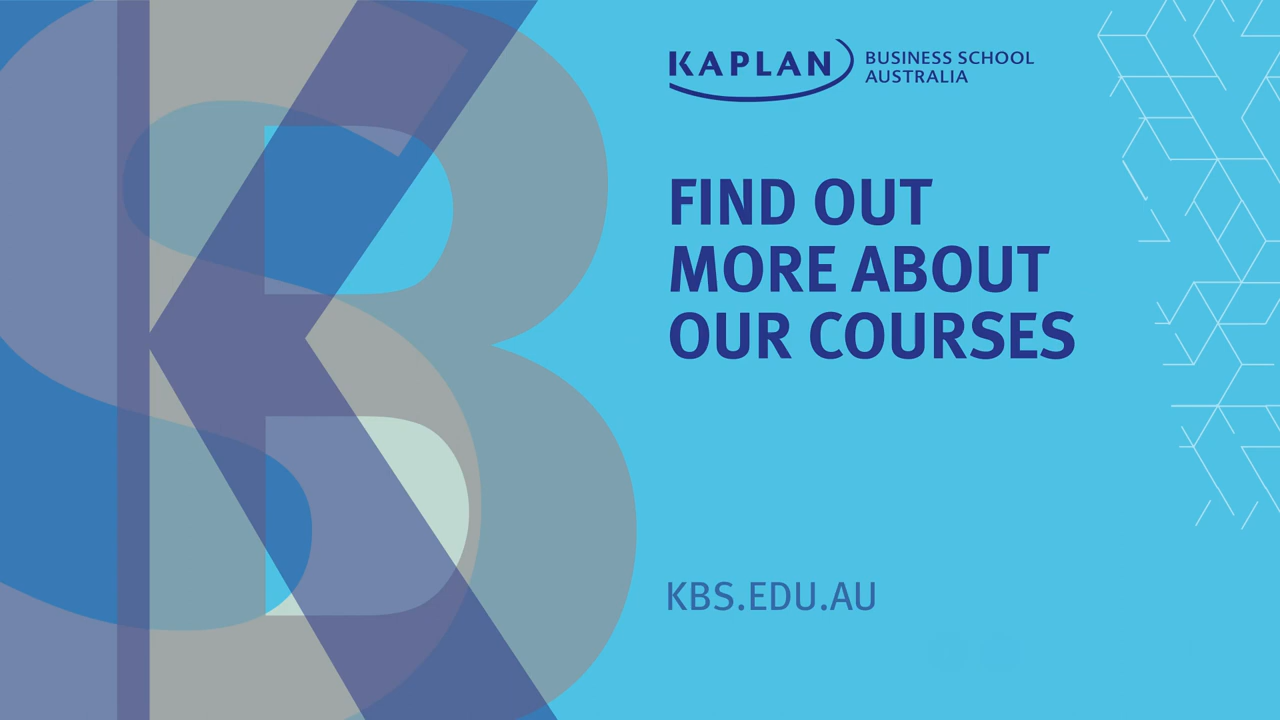 KAPLAN BUSINESS SCHOOL
AUSTRALIA
FIND OUT
MORE ABOUT
OUR COURSES
KBS.EDU.AU